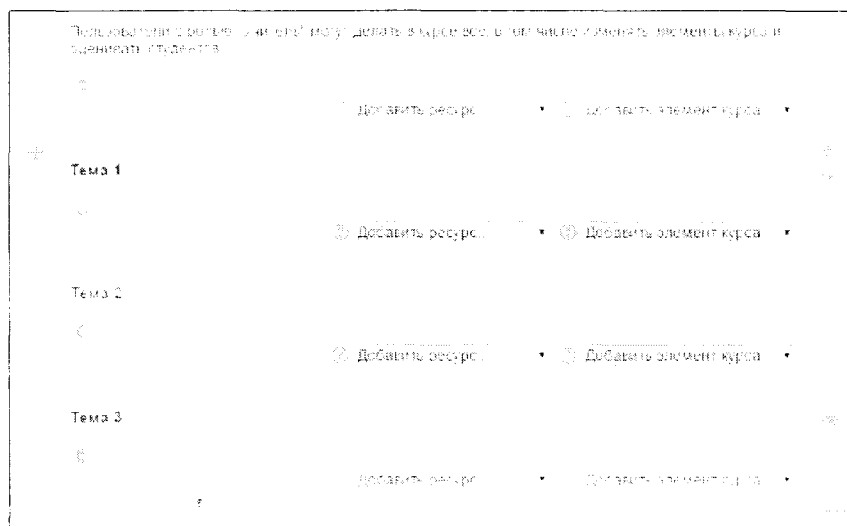 Пользователи с ролью могут делать в курсе все, в том числе изменять элементы курса и
оценивать студентов
Добавить ресурс... Добавить элемент курса...
Тема 1
Добавить ресурс... Добавить элемент курса...
Тема 2
Добавить ресурс... Добавить элемент курса...
Тема 3
Добавить ресурс... Добавить элемент курса...